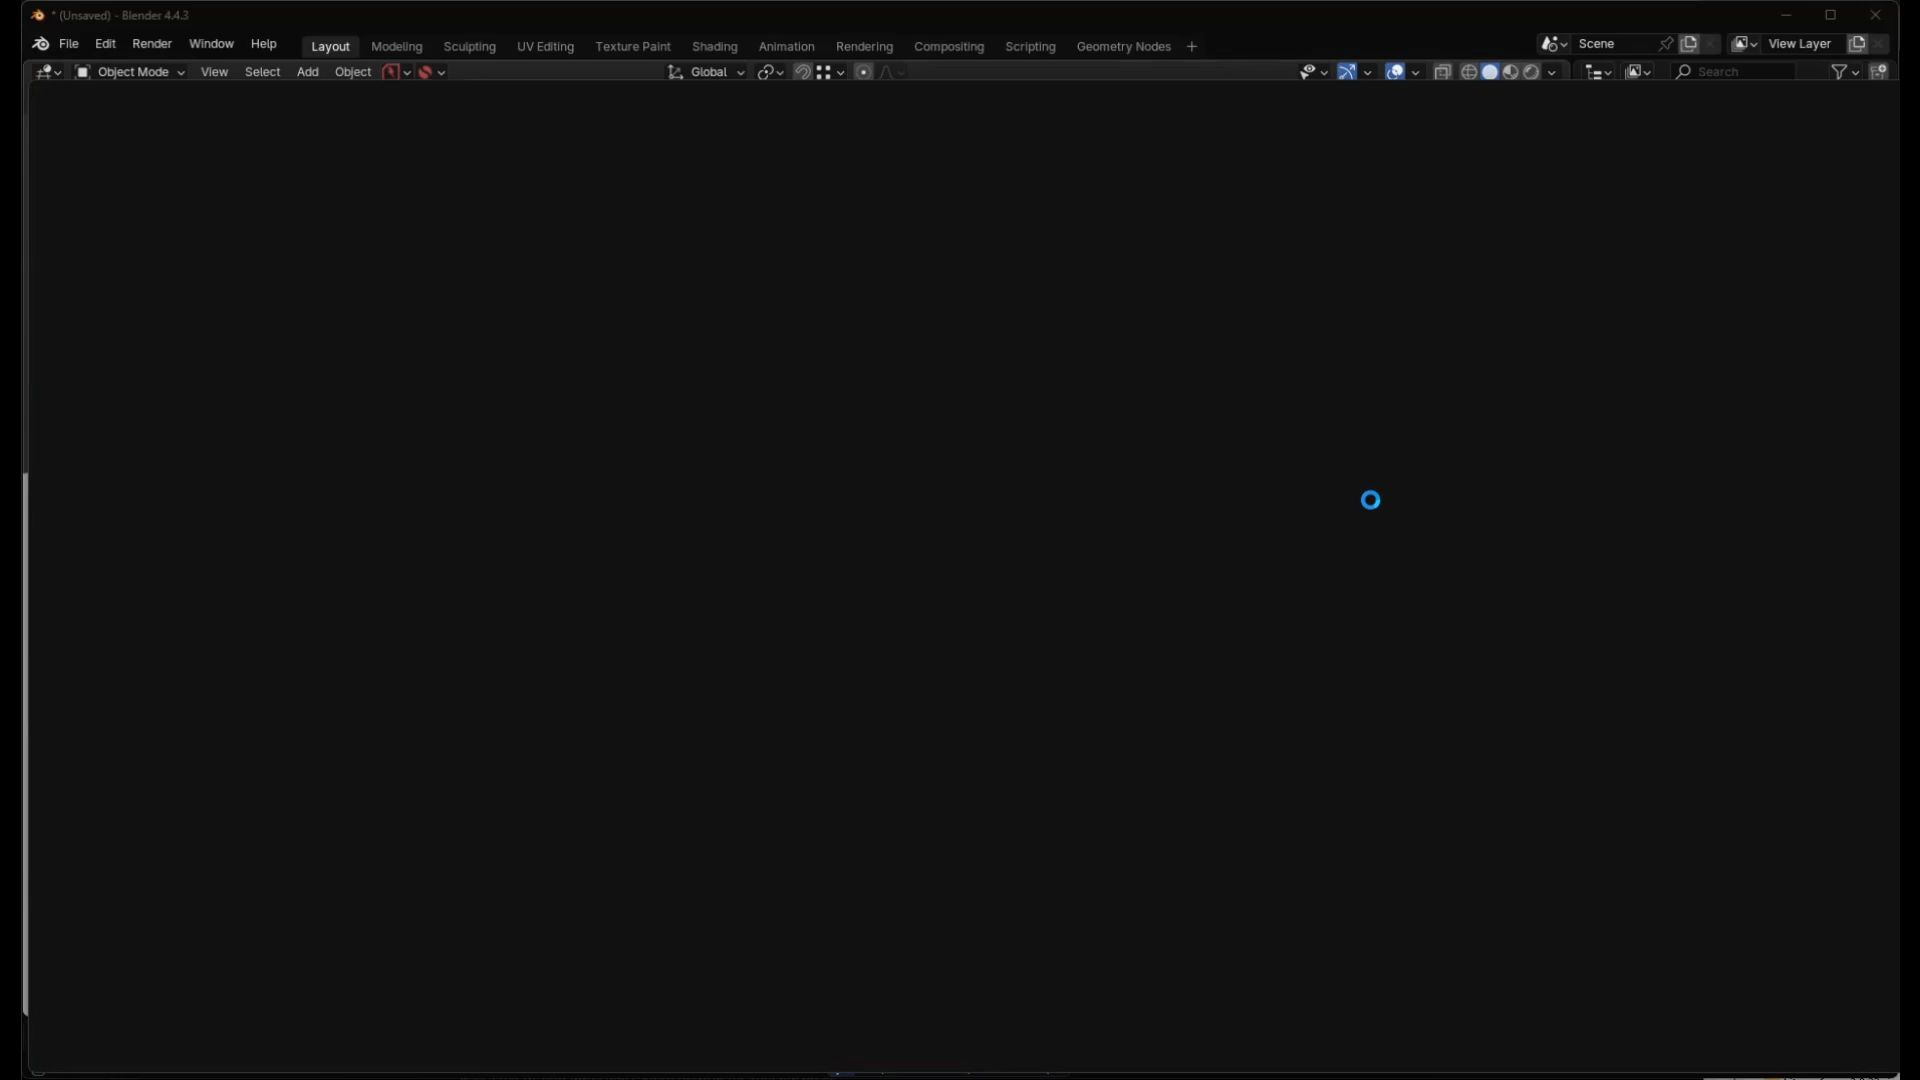 * (Unsaved) - Blender 4.4.3
File Edit Render Window Help Layout Modeling Sculpting UV Editing Texture Paint Shading Animation Rendering Compositing Scripting Geometry Nodes + Scene View Layer
Object Mode View Select Add Object Global Search